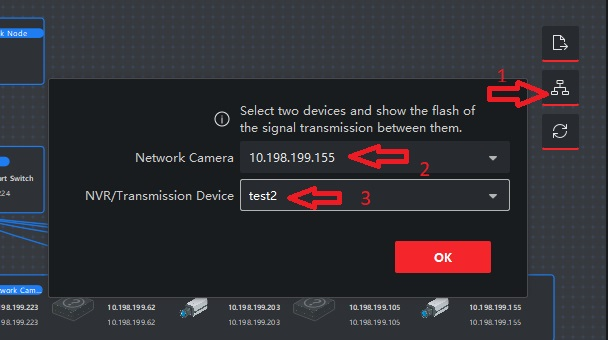 k Node
1
Select two devices and show the flash of
the signal transmission between them.
Network Camera
10.198.199.155
2
NVR/Transmission Device
test2
3
rt Switch
224
OK
twork Cam...
198.199.223
10.198.199.62
10.198.199.203
10.198.199.105
10.198.199.155
198.199.223
10.198.199.62
10.198.199.203
10.198.199.105
10.198.199.155